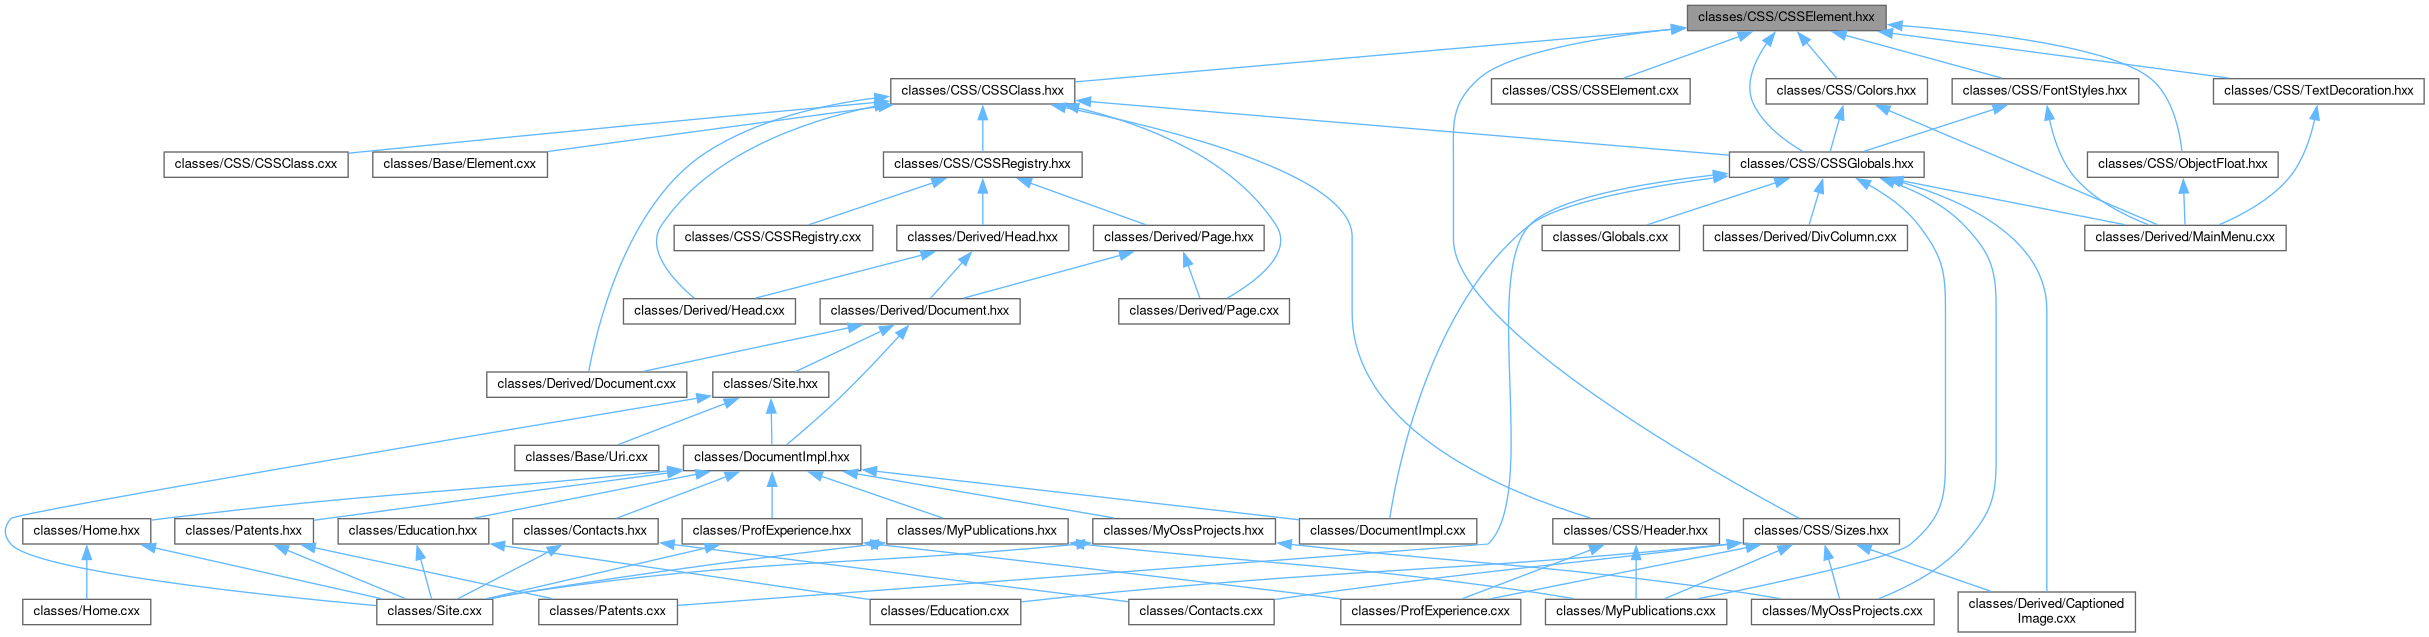 classes/CSS/CSSElement.hxx
classes/CSS/CSSClass.hxx
classes/CSS/CSSElement.cxx
classes/CSS/Colors.hxx
classes/CSS/FontStyles.hxx
classes/CSS/TextDecoration.hxx
classes/CSS/CSSClass.cxx
classes/Base/Element.cxx
classes/CSS/CSSRegistry.hxx
classes/CSS/CSSGlobals.hxx
classes/CSS/ObjectFloat.hxx
classes/CSS/CSSRegistry.cxx
classes/Derived/Head.hxx
classes/Derived/Page.hxx
classes/Globals.cxx
classes/Derived/DivColumn.cxx
classes/Derived/MainMenu.cxx
classes/Derived/Head.cxx
classes/Derived/Document.hxx
classes/Derived/Page.cxx
classes/Derived/Document.cxx
classes/Site.hxx
classes/Base/Uri.cxx
classes/DocumentImpl.hxx
classes/Home.hxx
classes/Patents.hxx
classes/Education.hxx
classes/Contacts.hxx
classes/ProfExperience.hxx
classes/MyPublications.hxx
classes/MyOssProjects.hxx
classes/DocumentImpl.cxx
classes/CSS/Header.hxx
classes/CSS/Sizes.hxx
classes/Home.cxx
classes/Site.cxx
classes/Patents.cxx
classes/Education.cxx
classes/Contacts.cxx
classes/ProfExperience.cxx
classes/MyPublications.cxx
classes/MyOssProjects.cxx
classes/Derived/Captioned
Image.cxx